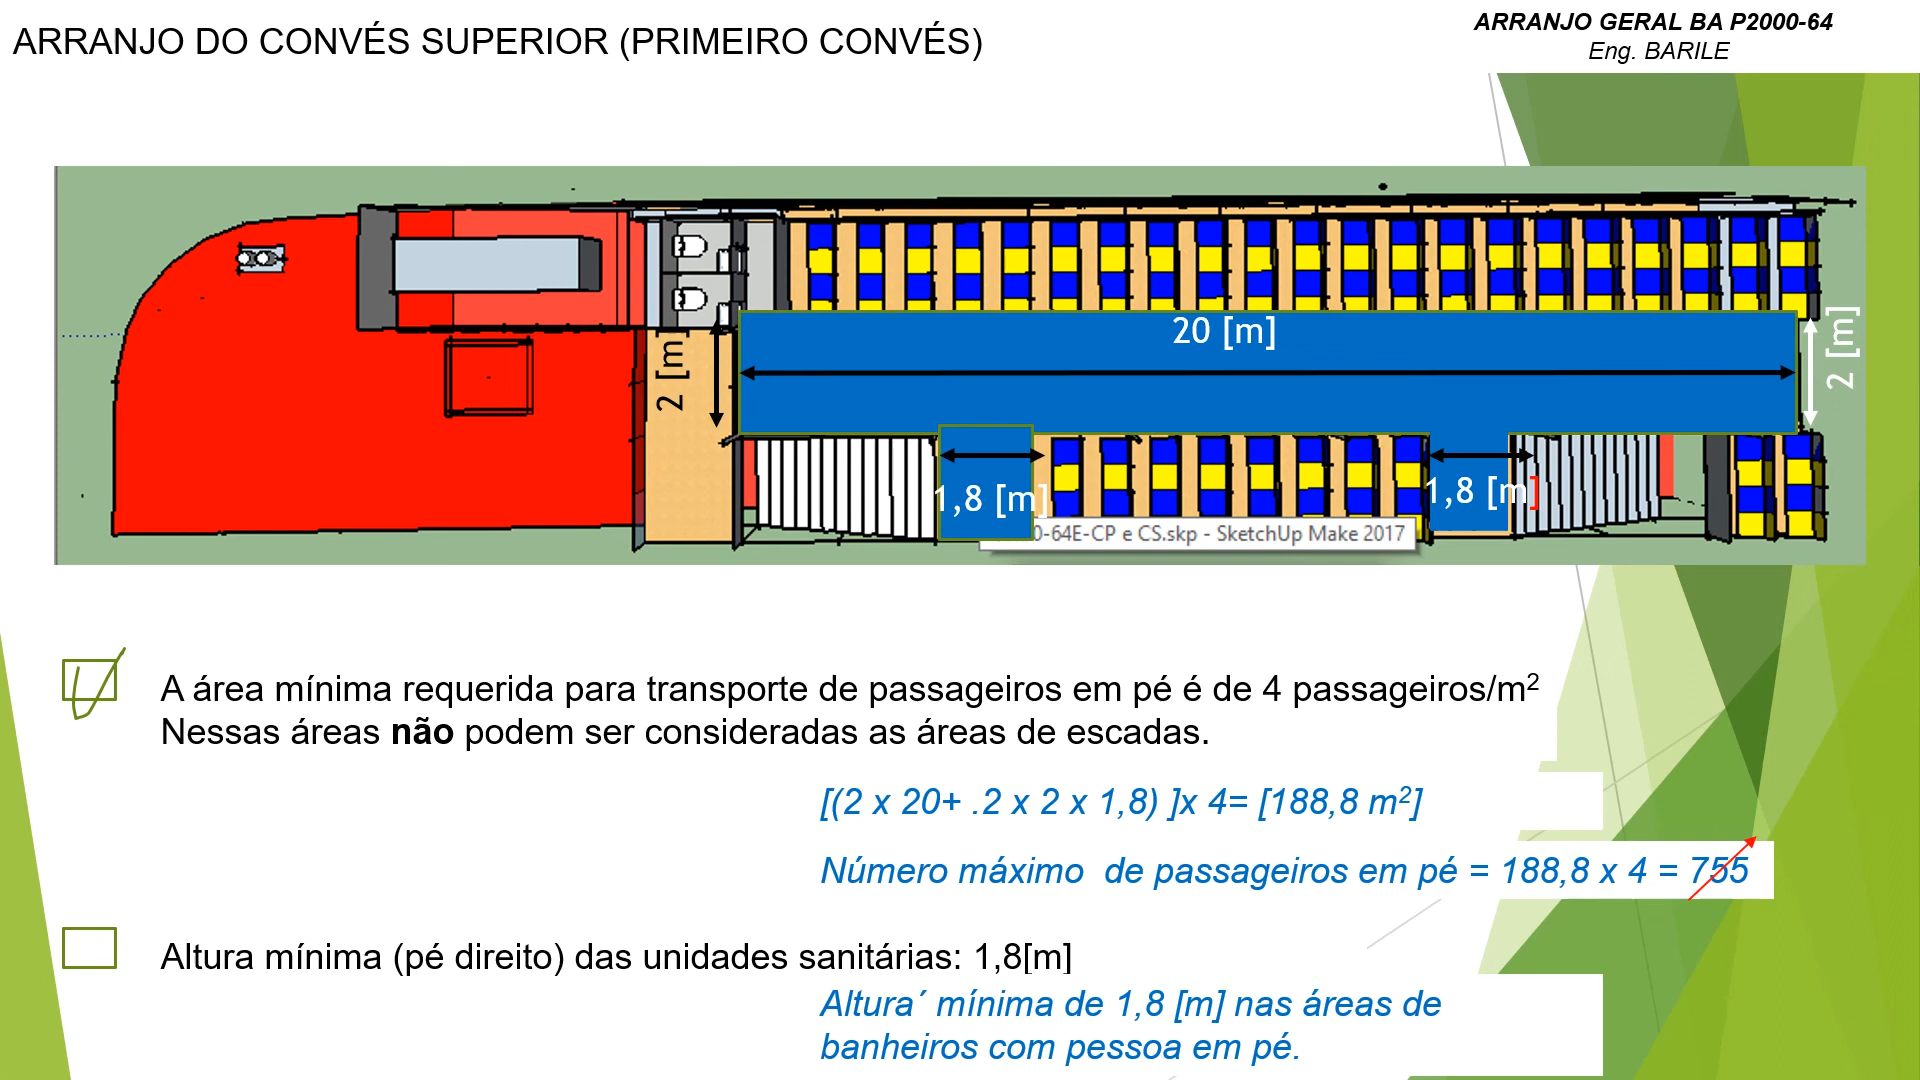 ARRANJO DO CONVÉS SUPERIOR (PRIMEIRO CONVÉS)
ARRANJO GERAL BA P2000-64
Eng. BARILE
20 [m]
2 [m]
2 [m]
1,8 [m]
1,8 [m]
0-64E-CP e CS.skp - SketchUp Make 2017
A área mínima requerida para transporte de passageiros em pé é de 4 passageiros/m²
Nessas áreas não podem ser consideradas as áreas de escadas.
[(2 x 20+ .2 x 2 x 1,8) ]x 4= [188,8 m²]
Número máximo  de passageiros em pé = 188,8 x 4 = 755
Altura mínima (pé direito) das unidades sanitárias: 1,8[m]
Altura´ mínima de 1,8 [m] nas áreas de
banheiros com pessoa em pé.